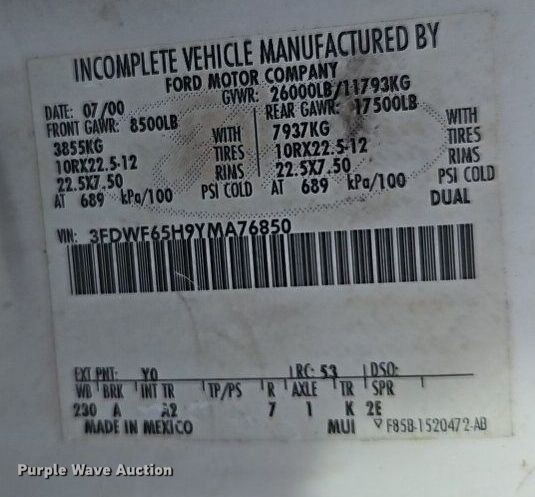 INCOMPLETE VEHICLE MANUFACTURED BY
FORD MOTOR COMPANY
DATE: 07/00 GVWR: 26000LB/11793KG
FRONT GAWR: 8500LB REAR GAWR: 17500LB
3855KG WITH 7937KG WITH
10RX22.5-12 TIRES 10RX22.5-12 TIRES
22.5X7.50 RIMS 22.5X7.50 RIMS
AT 689 kPa/100 PSI COLD AT 689 kPa/100 PSI COLD
DUAL
VIN: 3FDWF65H9YMA76850
EXT PNT: YO RC: 53 DSO:
WB BRK INT TR TP/PS R AXLE TR SPR
230 A A2 7 1 K 2E
MADE IN MEXICO MUI F85B-1520472-AB
Purple Wave Auction